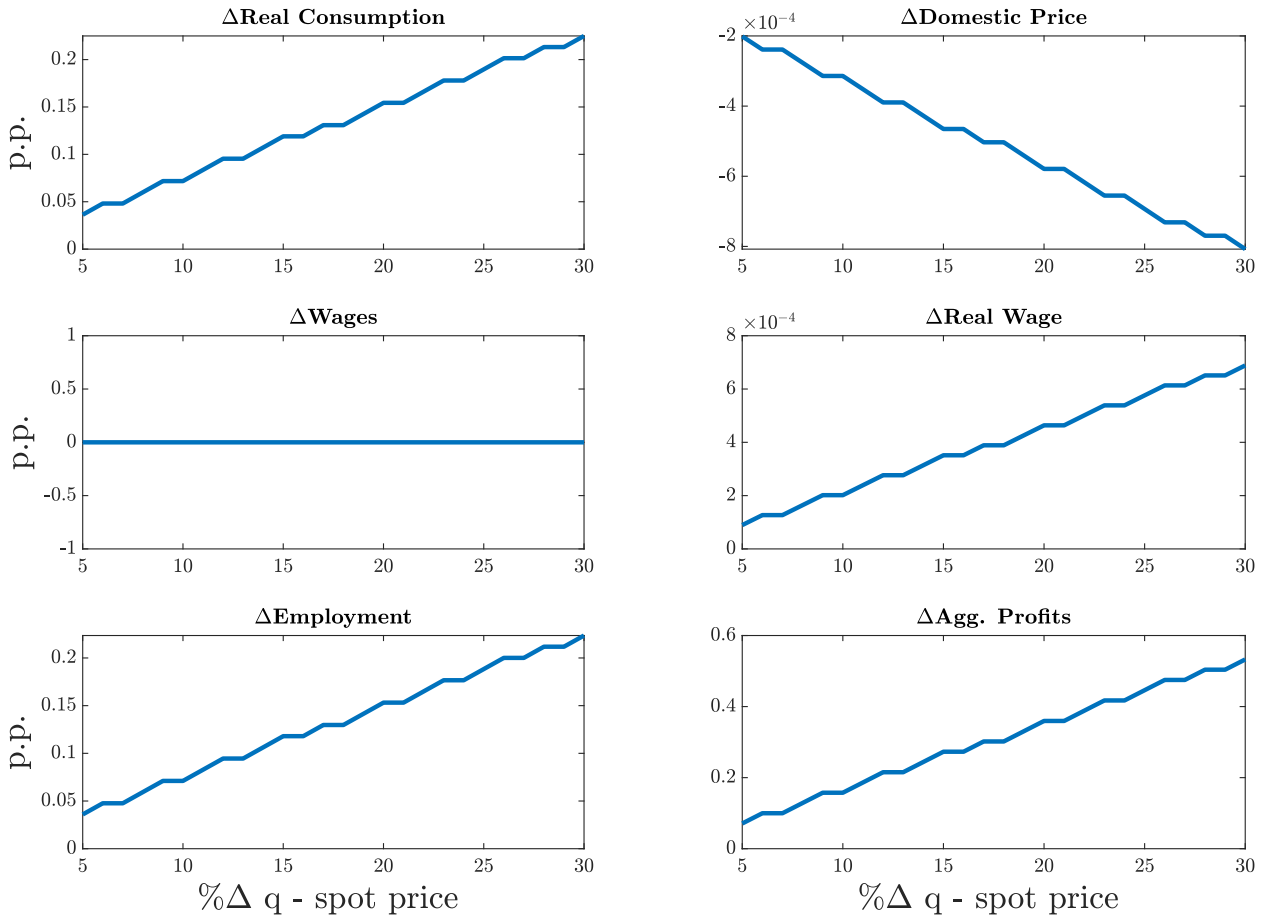 ΔReal Consumption
p.p.
0.2
0.15
0.1
0.05
0
5 10 15 20 25 30
ΔDomestic Price
×10⁻⁴
-2
-4
-6
-8
5 10 15 20 25 30
ΔWages
p.p.
1
0.5
0
-0.5
-1
5 10 15 20 25 30
ΔReal Wage
×10⁻⁴
8
6
4
2
0
5 10 15 20 25 30
ΔEmployment
p.p.
0.2
0.15
0.1
0.05
0
5 10 15 20 25 30
%Δ q - spot price
ΔAgg. Profits
0.6
0.4
0.2
0
5 10 15 20 25 30
%Δ q - spot price